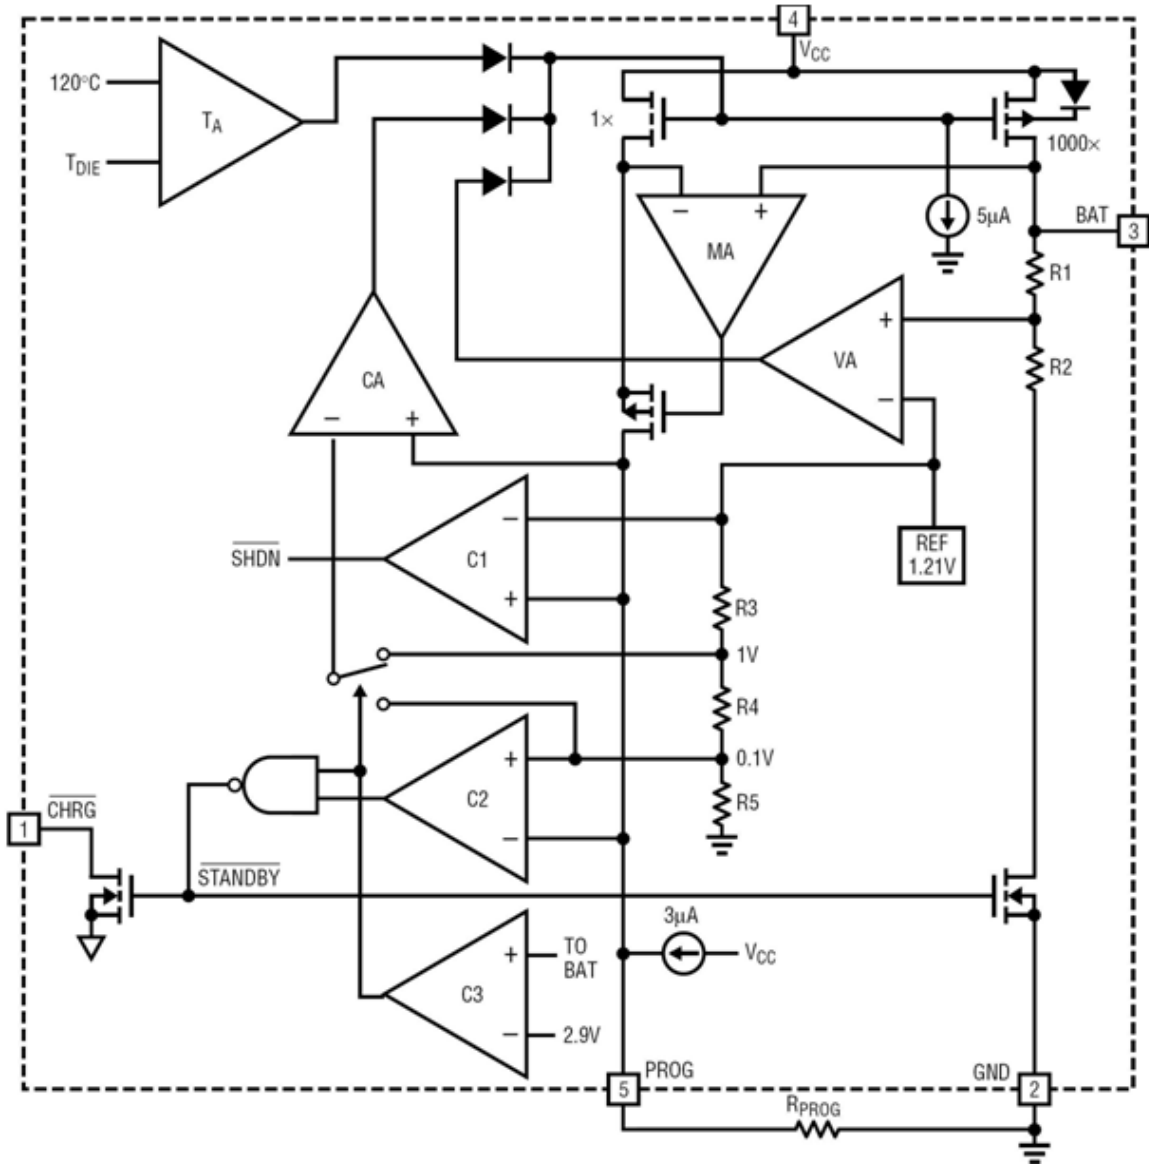 4
VCC
120°C
TA
TDIE
1×
1000×
− +
MA
5μA
BAT
3
R1
+
VA
−
R2
CA
− +
REF
1.21V
SHDN
−
C1
+
R3
1V
R4
+
0.1V
C2
R5
−
CHRG
1
STANDBY
3μA
VCC
+
TO
BAT
C3
−
2.9V
PROG
5
GND
2
RPROG